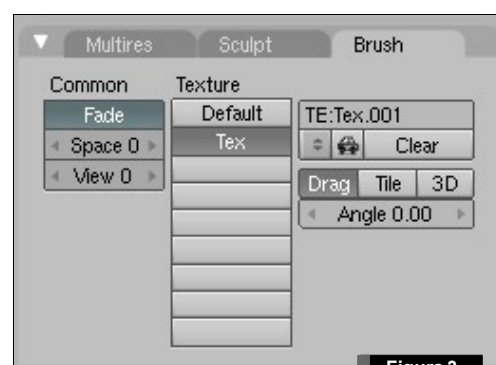 Multires Sculpt Brush
Common Texture
Fade Default TE:Tex.001
Space 0 Tex Clear
View 0 Drag Tile 3D
Angle 0.00